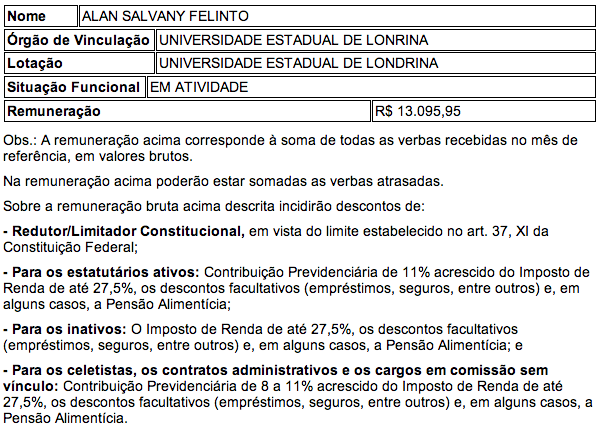 Nome ALAN SALVANY FELINTO
Órgão de Vinculação UNIVERSIDADE ESTADUAL DE LONRINA
Lotação UNIVERSIDADE ESTADUAL DE LONDRINA
Situação Funcional EM ATIVIDADE
Remuneração R$ 13.095,95
Obs.: A remuneração acima corresponde à soma de todas as verbas recebidas no mês de
referência, em valores brutos.
Na remuneração acima poderão estar somadas as verbas atrasadas.
Sobre a remuneração bruta acima descrita incidirão descontos de:
- Redutor/Limitador Constitucional, em vista do limite estabelecido no art. 37, XI da
Constituição Federal;
- Para os estatutários ativos: Contribuição Previdenciária de 11% acrescido do Imposto de
Renda de até 27,5%, os descontos facultativos (empréstimos, seguros, entre outros) e, em
alguns casos, a Pensão Alimentícia;
- Para os inativos: O Imposto de Renda de até 27,5%, os descontos facultativos
(empréstimos, seguros, entre outros) e, em alguns casos, a Pensão Alimentícia; e
- Para os celetistas, os contratos administrativos e os cargos em comissão sem
vínculo: Contribuição Previdenciária de 8 a 11% acrescido do Imposto de Renda de até
27,5%, os descontos facultativos (empréstimos, seguros, entre outros) e, em alguns casos, a
Pensão Alimentícia.